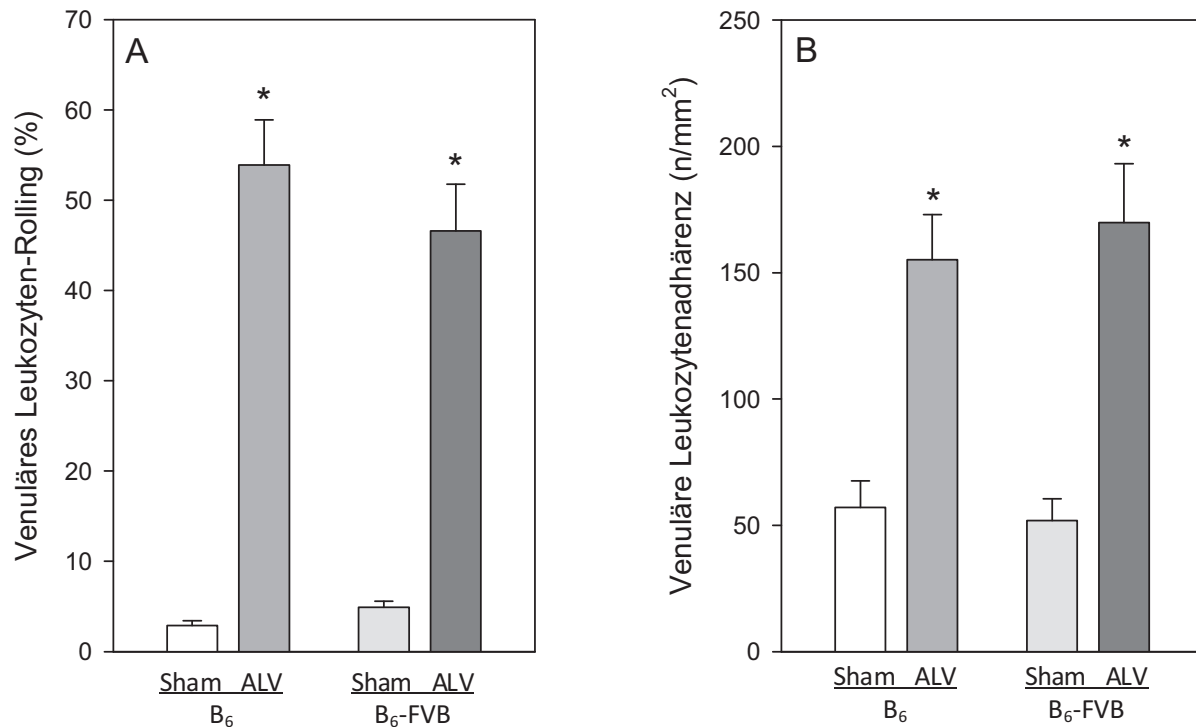 A
Venuläres Leukozyten-Rolling (%)
70
60
50
40
30
20
10
0
*
*
Sham ALV Sham ALV
B₆ B₆-FVB
B
Venuläre Leukozytenadhärenz (n/mm²)
250
200
150
100
50
0
*
*
Sham ALV Sham ALV
B₆ B₆-FVB